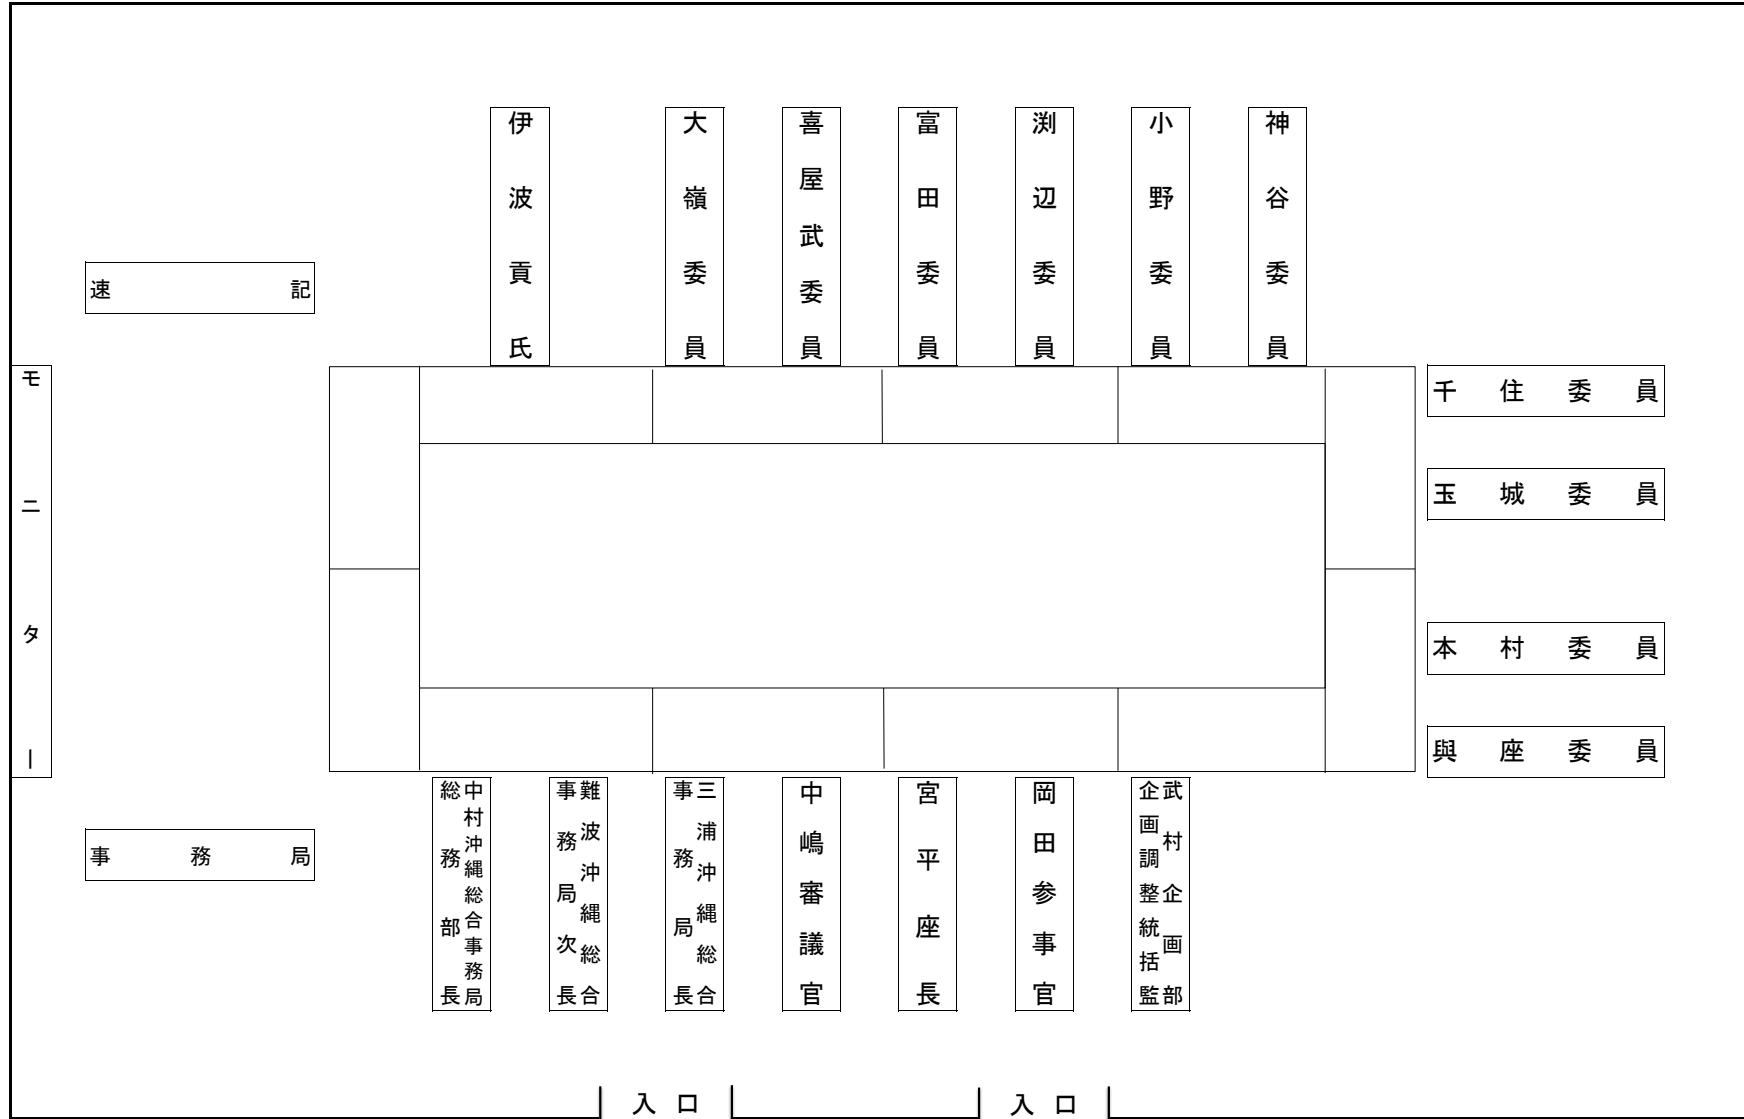 伊波貢氏
大嶺委員
喜屋武委員
富田委員
渕辺委員
小野委員
神谷委員
速記
モニター
千住委員
玉城委員
本村委員
與座委員
事務局
中村沖縄総合事務局
総務部長
難波沖縄総合
事務局次長
三浦沖縄総合
事務局長
中嶋審議官
宮平座長
岡田参事官
武村企画部
企画調整統括監
入口
入口